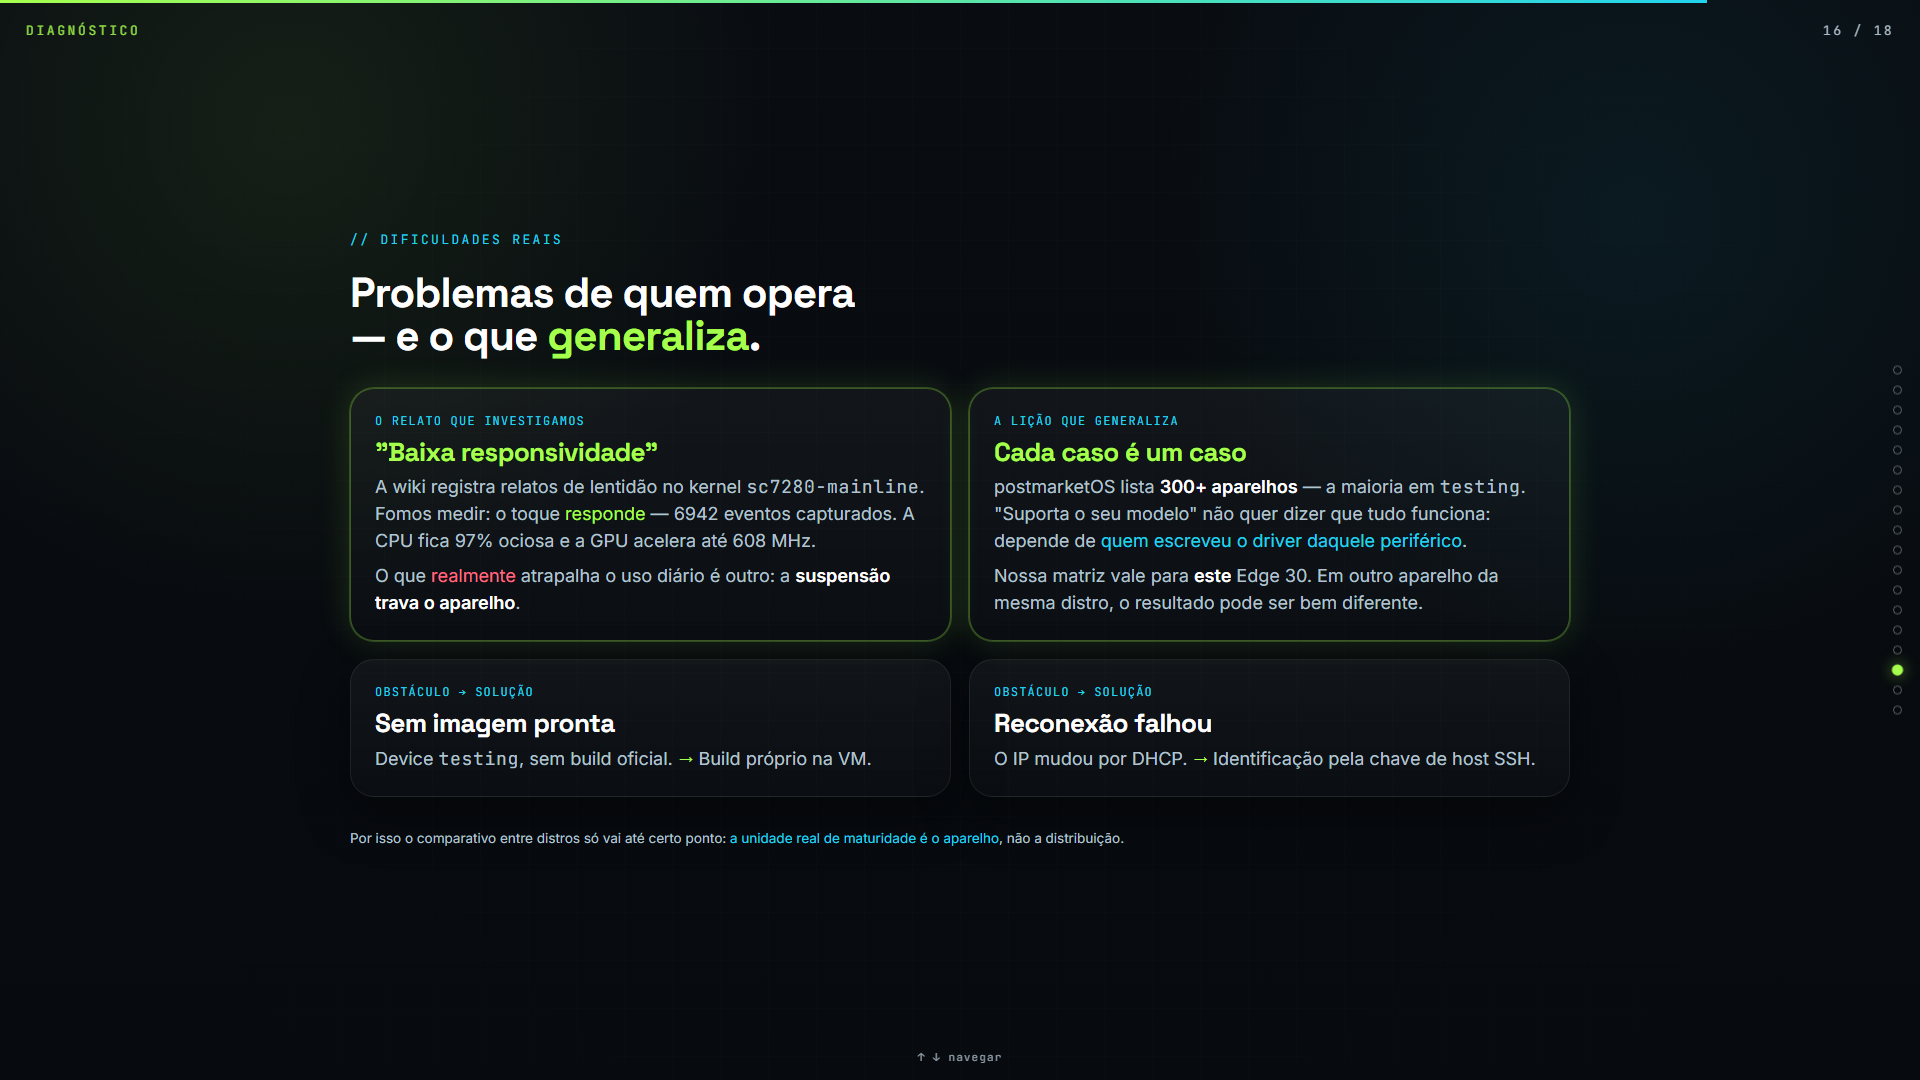 DIAGNÓSTICO
16 / 18
// DIFICULDADES REAIS
Problemas de quem opera
— e o que generaliza.
O RELATO QUE INVESTIGAMOS
”Baixa responsividade”
A wiki registra relatos de lentidão no kernel sc7280-mainline.
Fomos medir: o toque responde — 6942 eventos capturados. A
CPU fica 97% ociosa e a GPU acelera até 608 MHz.
O que realmente atrapalha o uso diário é outro: a suspensão
trava o aparelho.
A LIÇÃO QUE GENERALIZA
Cada caso é um caso
postmarketOS lista 300+ aparelhos — a maioria em testing.
"Suporta o seu modelo" não quer dizer que tudo funciona:
depende de quem escreveu o driver daquele periférico.
Nossa matriz vale para este Edge 30. Em outro aparelho da
mesma distro, o resultado pode ser bem diferente.
OBSTÁCULO → SOLUÇÃO
Sem imagem pronta
Device testing, sem build oficial. → Build próprio na VM.
OBSTÁCULO → SOLUÇÃO
Reconexão falhou
O IP mudou por DHCP. → Identificação pela chave de host SSH.
Por isso o comparativo entre distros só vai até certo ponto: a unidade real de maturidade é o aparelho, não a distribuição.
↑ ↓ navegar